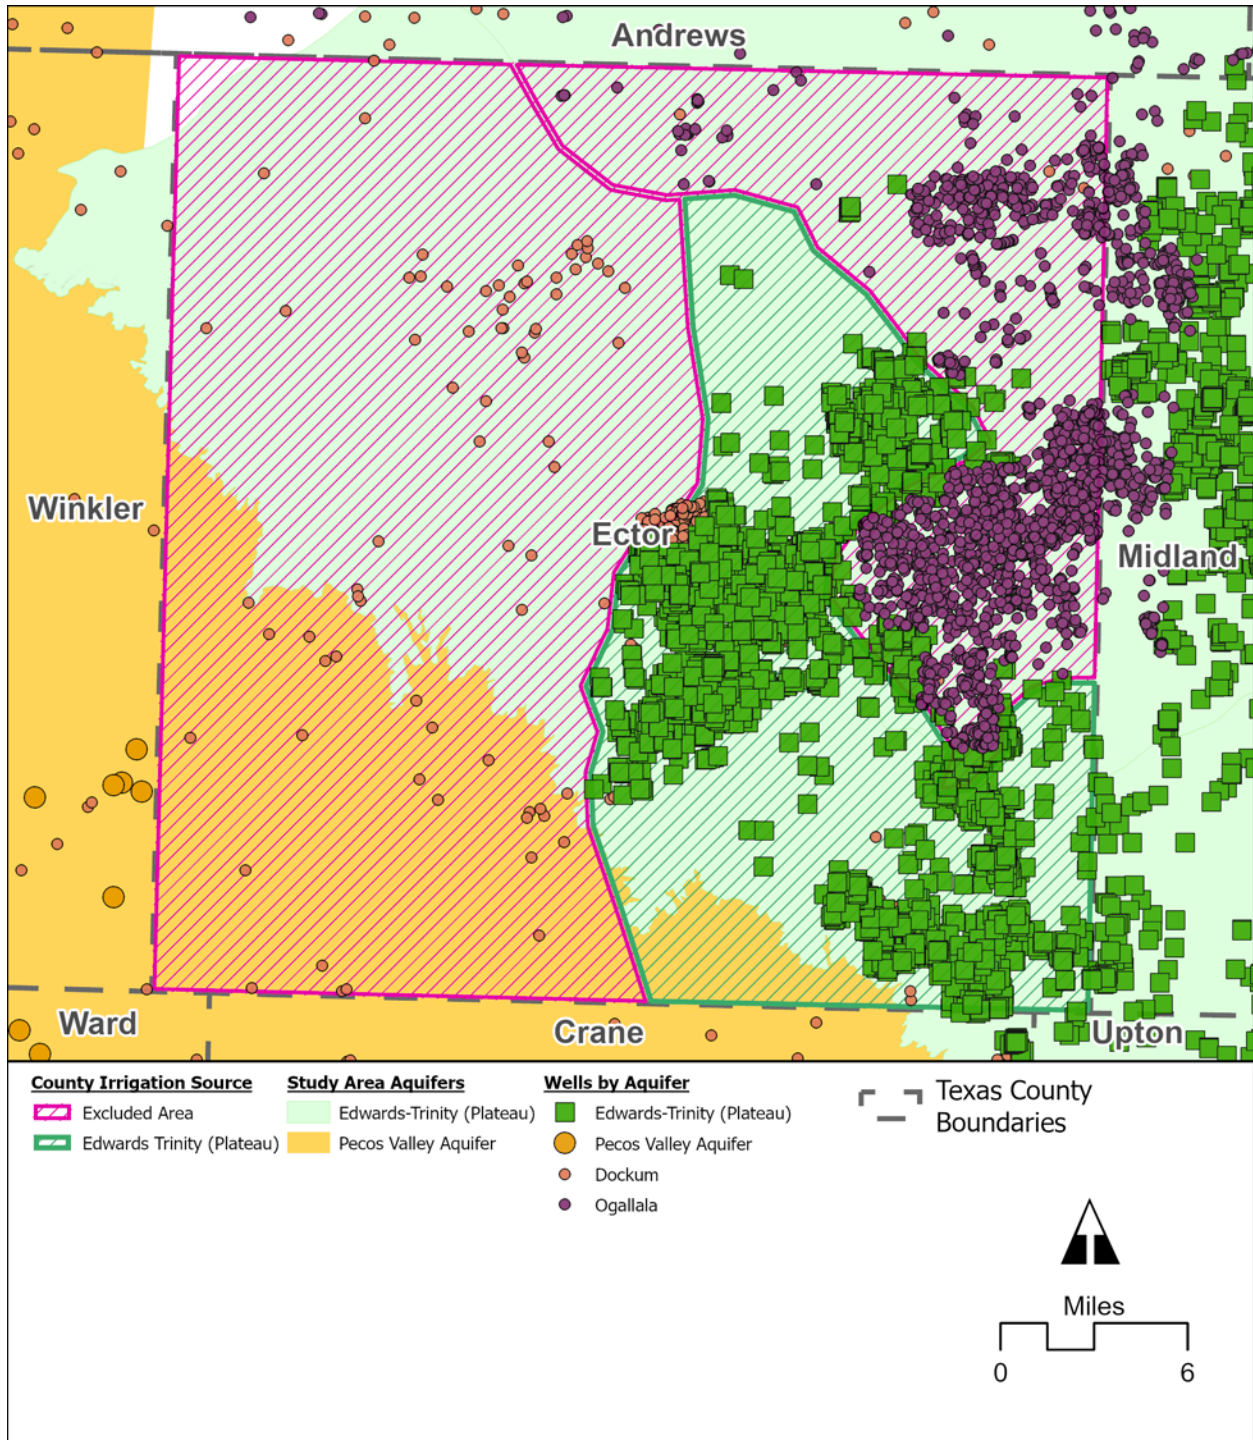 Andrews
Winkler
Ector
Midland
Ward
Crane
Upton
County Irrigation Source
Excluded Area
Edwards Trinity (Plateau)
Study Area Aquifers
Edwards-Trinity (Plateau)
Pecos Valley Aquifer
Wells by Aquifer
Edwards-Trinity (Plateau)
Pecos Valley Aquifer
Dockum
Ogallala
Texas County
Boundaries
Miles
0 6